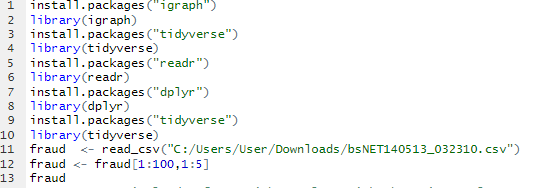 1 install.packages("igraph")
2 library(igraph)
3 install.packages("tidyverse")
4 library(tidyverse)
5 install.packages("readr")
6 library(readr)
7 install.packages("dplyr")
8 library(dplyr)
9 install.packages("tidyverse")
10 library(tidyverse)
11 fraud  <- read_csv("C:/Users/User/Downloads/bsNET140513_032310.csv")
12 fraud <- fraud[1:100,1:5]
13 fraud